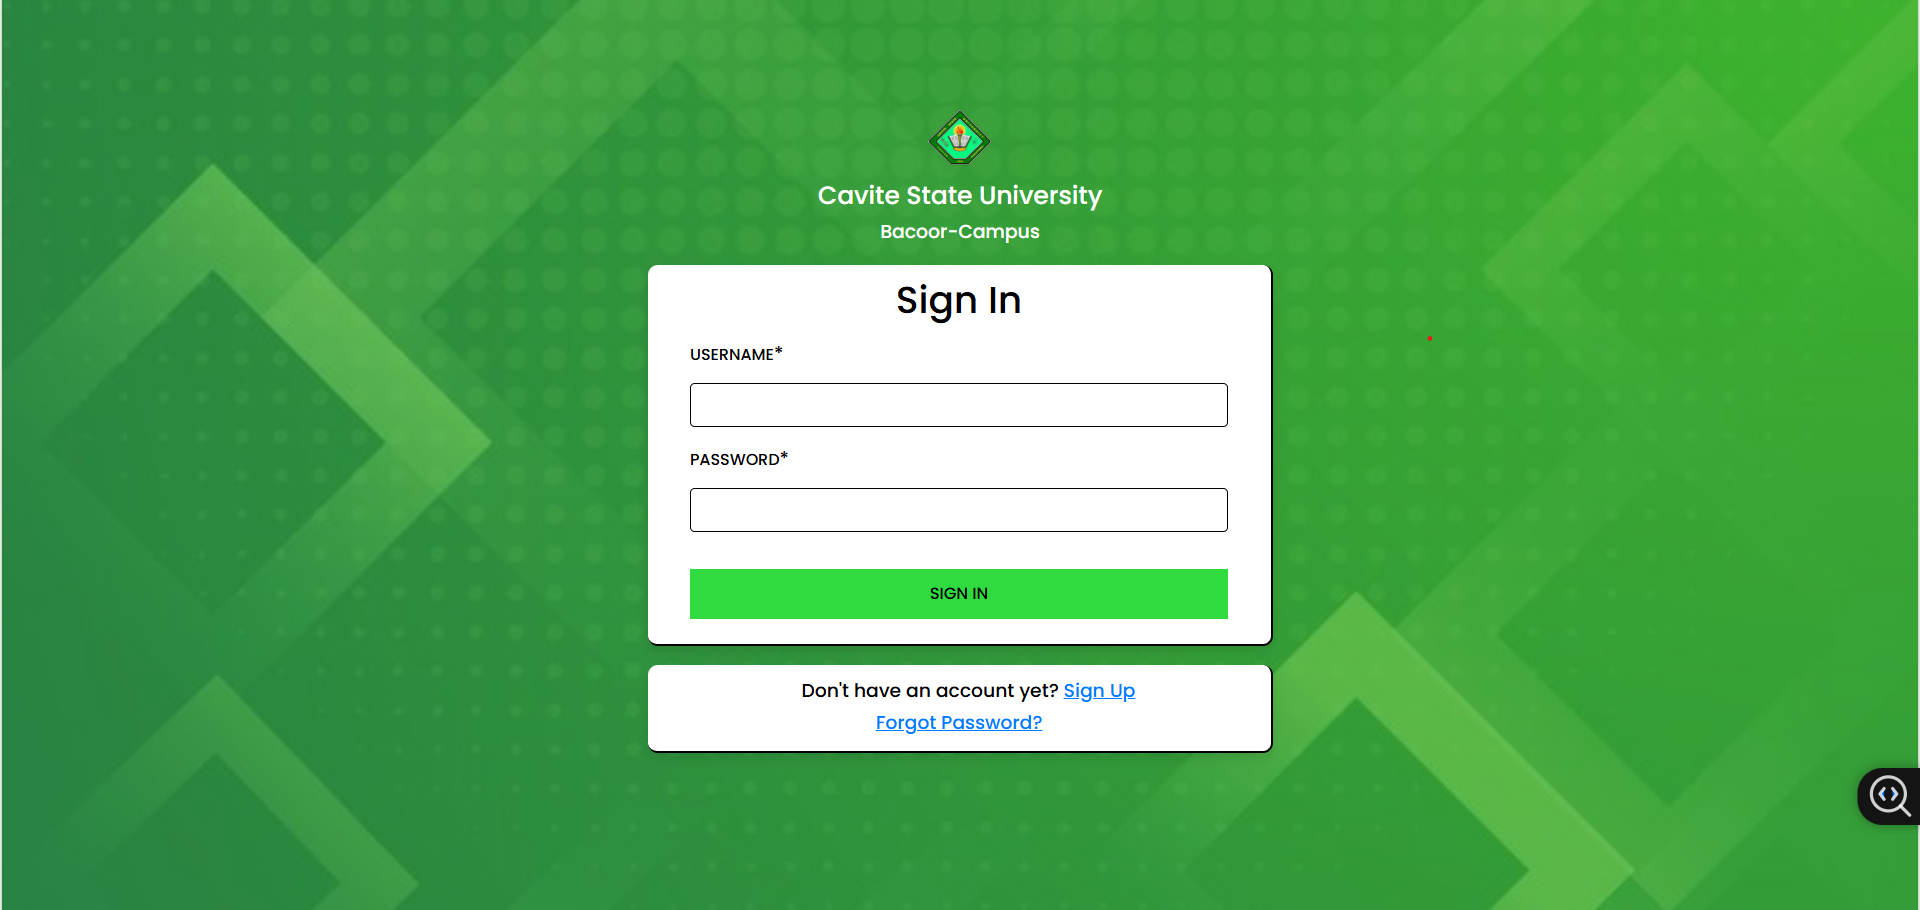 Cavite State University
Bacoor-Campus
Sign In
USERNAME*
PASSWORD*
SIGN IN
Don't have an account yet? Sign Up
Forgot Password?